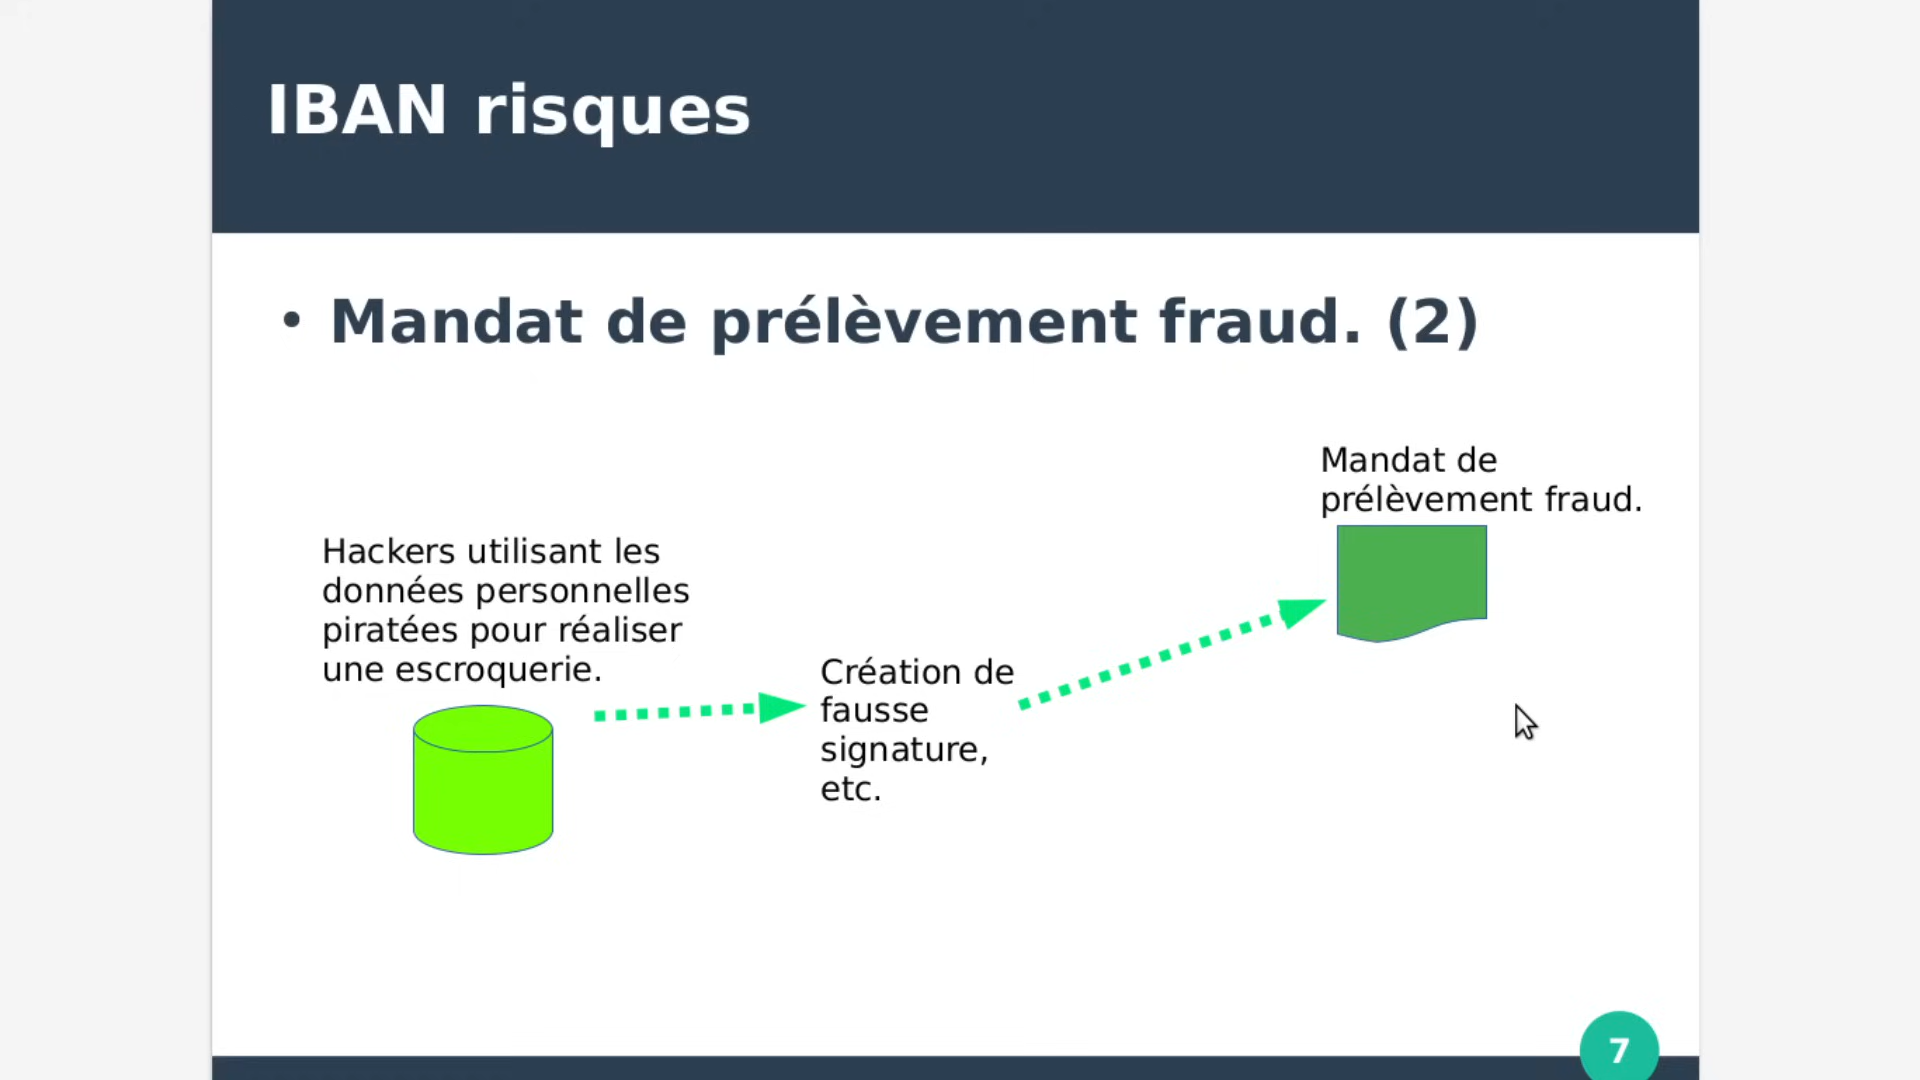 IBAN risques
• Mandat de prélèvement fraud. (2)
Mandat de
prélèvement fraud.
Hackers utilisant les
données personnelles
piratées pour réaliser
une escroquerie.
Création de
fausse
signature,
etc.
7